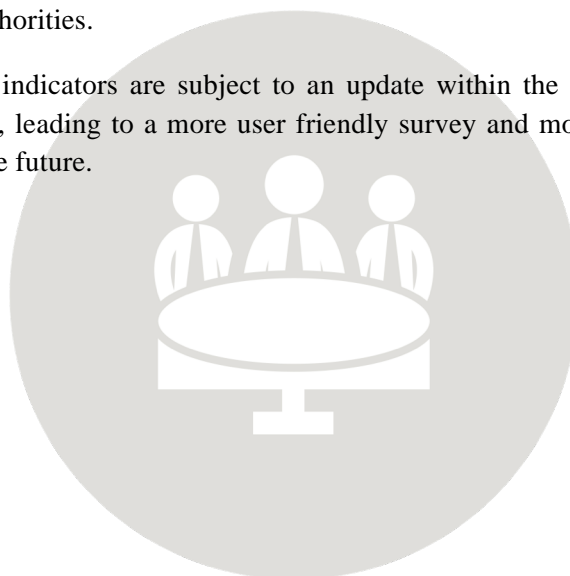 horities.
indicators are subject to an update within the
, leading to a more user friendly survey and mo
e future.